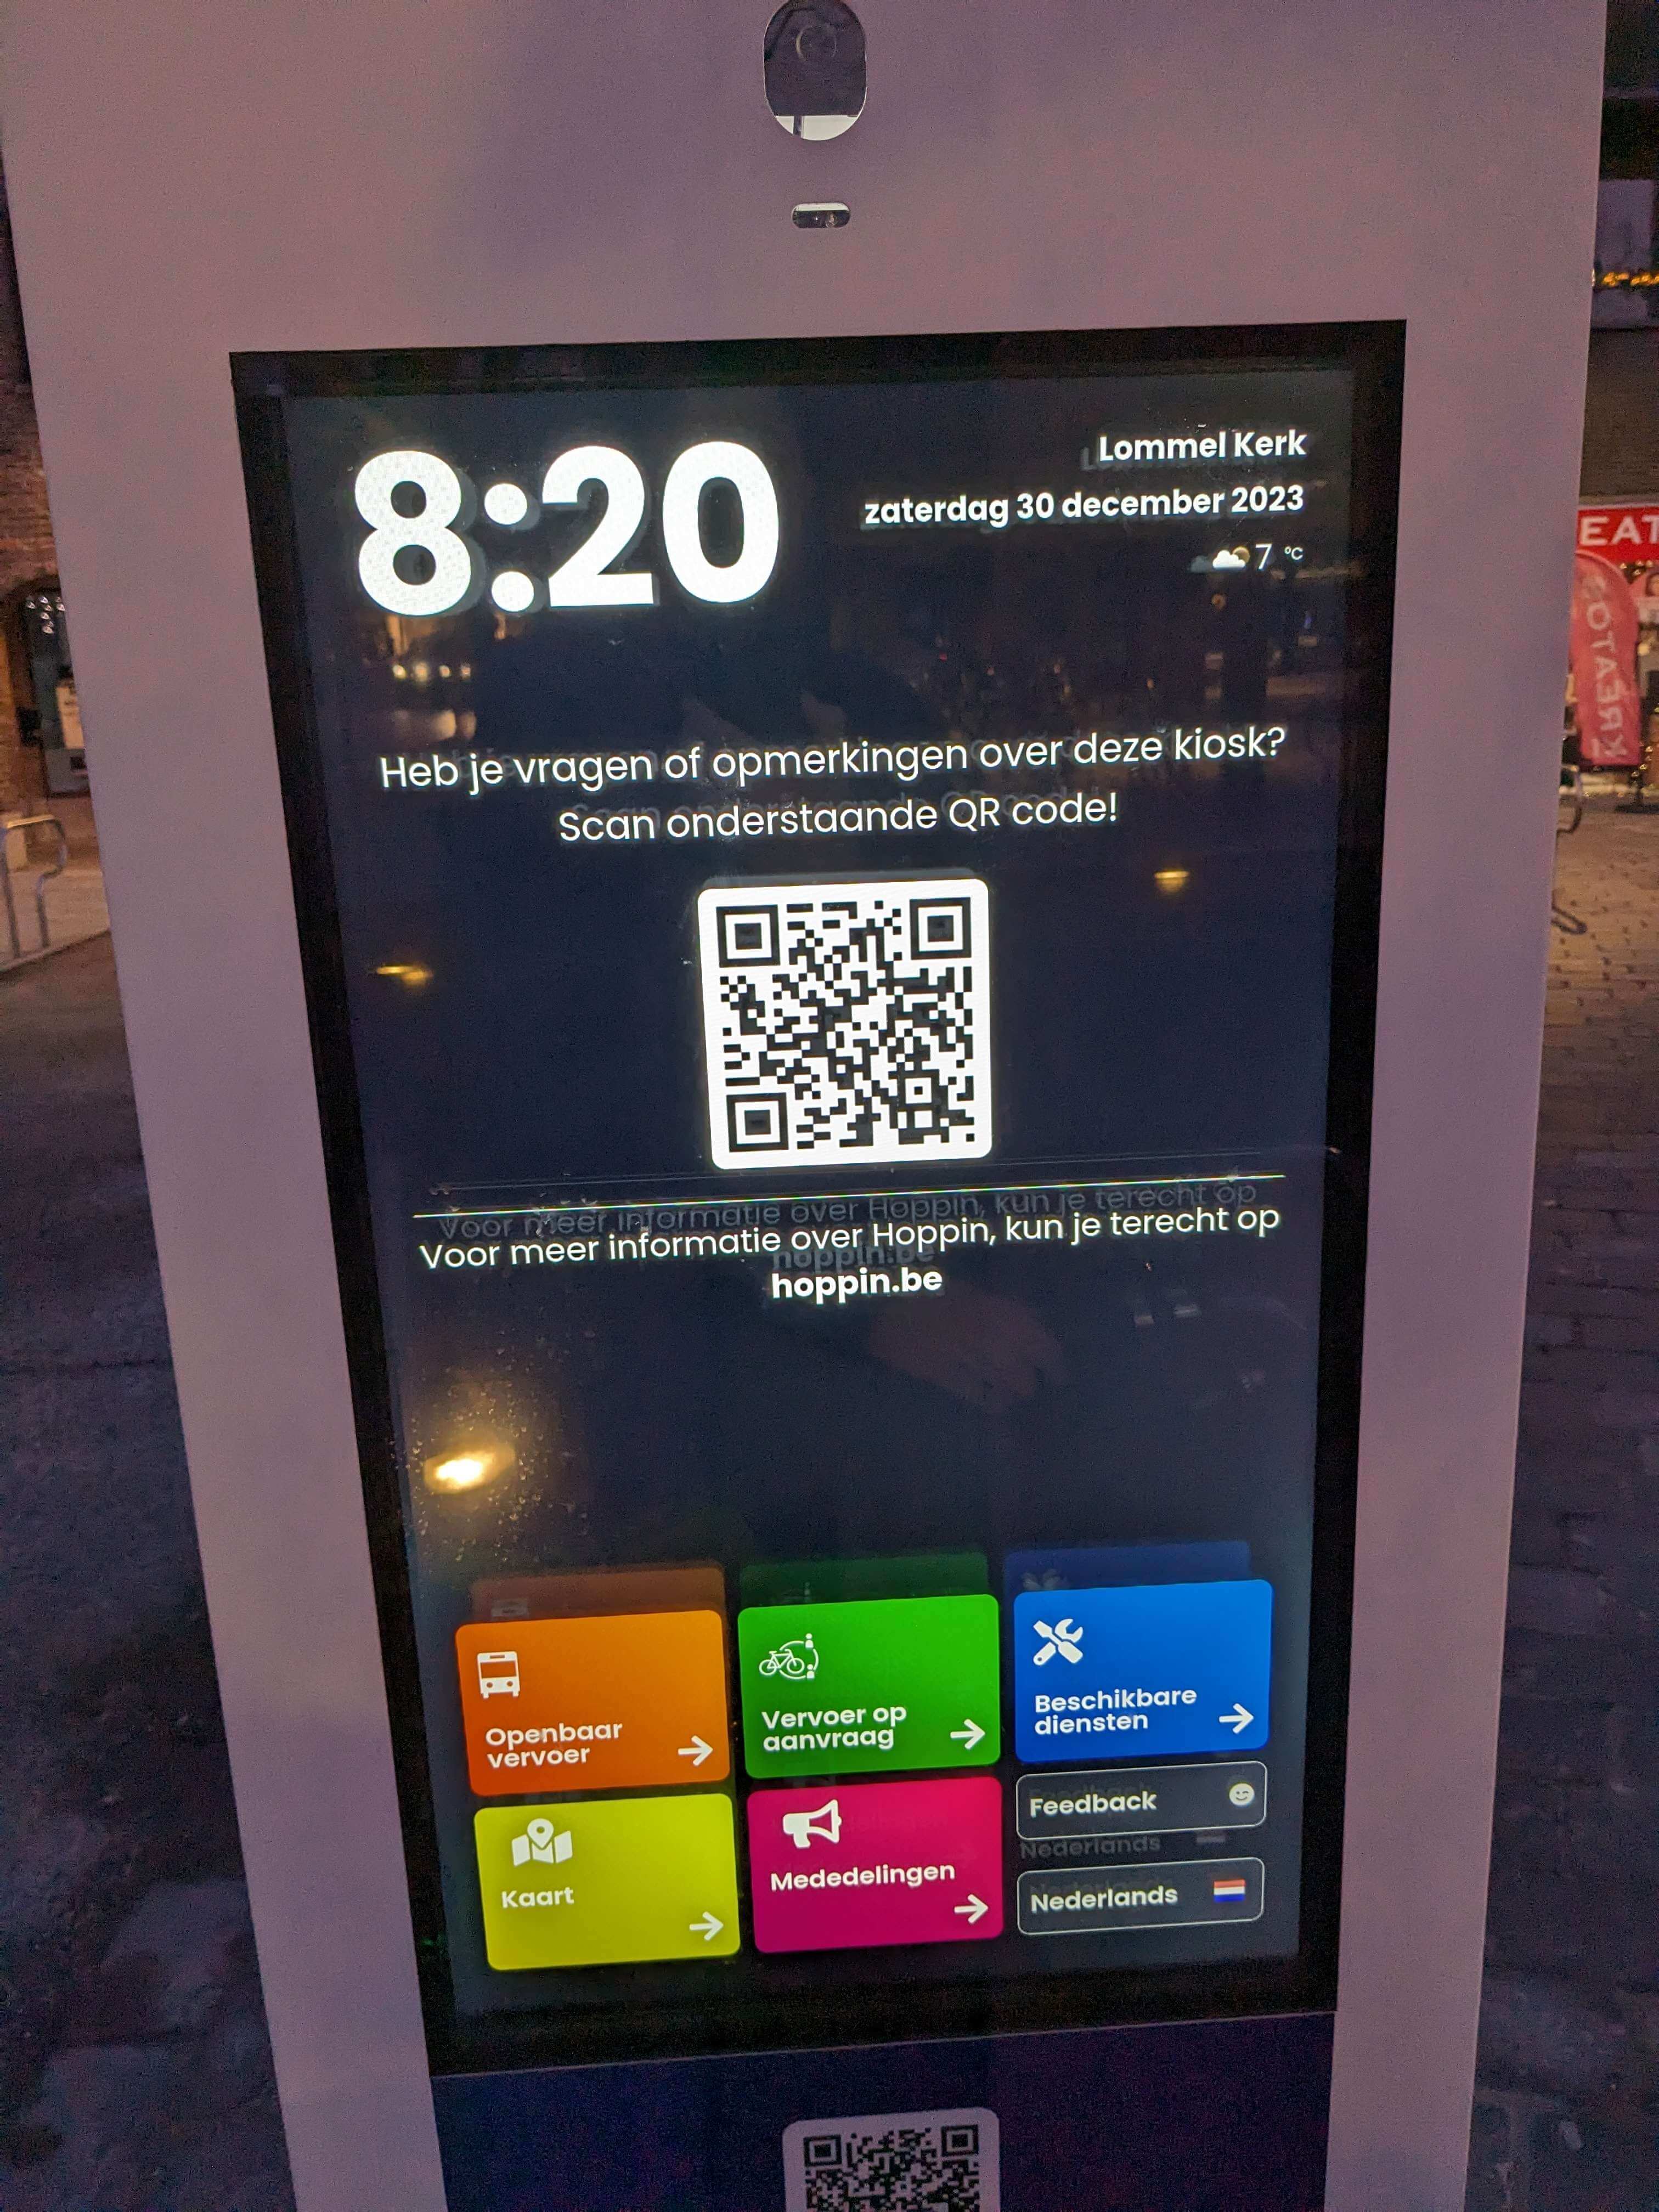 8:20
Lommel Kerk
zaterdag 30 december 2023
7 °C
Heb je vragen of opmerkingen over deze kiosk?
Scan onderstaande QR code!
Voor meer informatie over Hoppin, kun je terecht op
hoppin.be
Openbaar
vervoer
Vervoer op
aanvraag
Beschikbare
diensten
Kaart
Mededelingen
Feedback
Nederlands
EAT